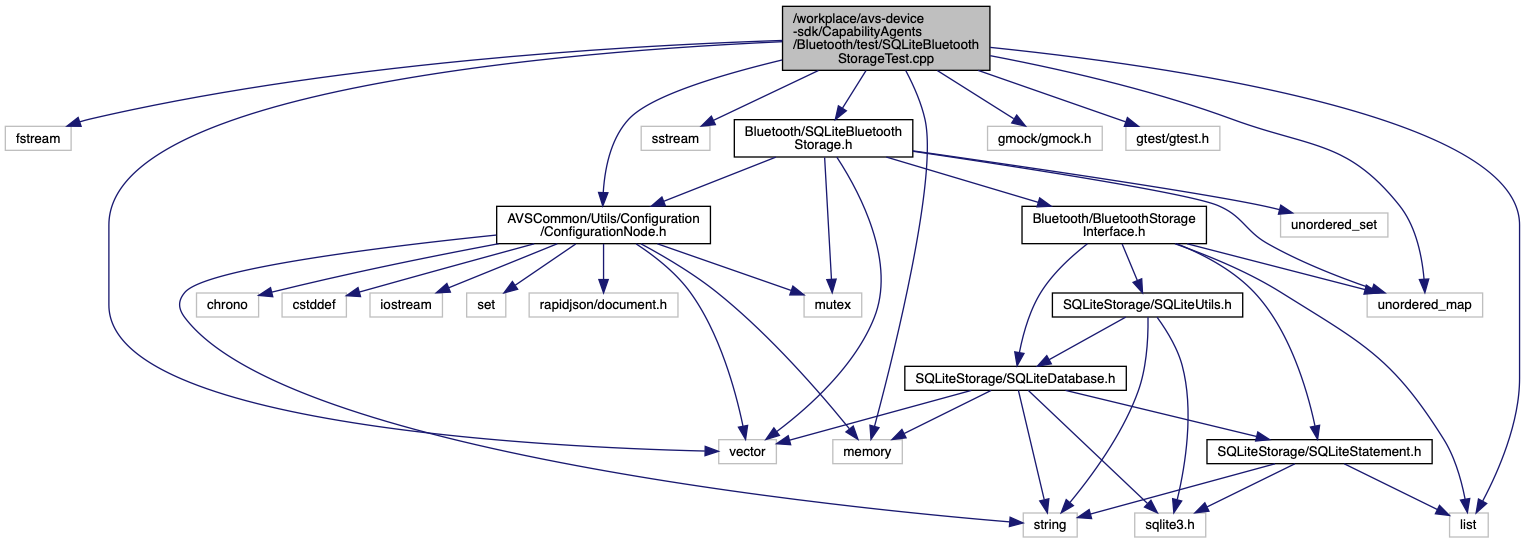 /workplace/avs-device
-sdk/CapabilityAgents
/Bluetooth/test/SQLiteBluetooth
StorageTest.cpp
fstream
sstream
Bluetooth/SQLiteBluetooth
Storage.h
gmock/gmock.h
gtest/gtest.h
AVSCommon/Utils/Configuration
/ConfigurationNode.h
Bluetooth/BluetoothStorage
Interface.h
unordered_set
chrono
cstddef
iostream
set
rapidjson/document.h
mutex
SQLiteStorage/SQLiteUtils.h
unordered_map
SQLiteStorage/SQLiteDatabase.h
vector
memory
SQLiteStorage/SQLiteStatement.h
string
sqlite3.h
list